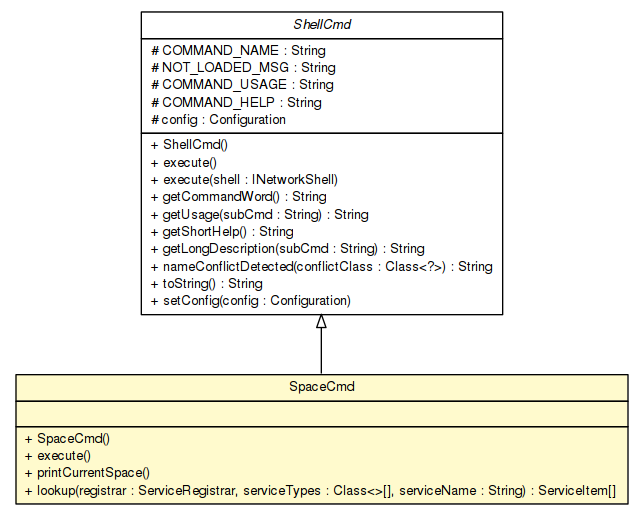 ShellCmd
# COMMAND_NAME : String
# NOT_LOADED_MSG : String
# COMMAND_USAGE : String
# COMMAND_HELP : String
# config : Configuration
+ ShellCmd()
+ execute()
+ execute(shell : INetworkShell)
+ getCommandWord() : String
+ getUsage(subCmd : String) : String
+ getShortHelp() : String
+ getLongDescription(subCmd : String) : String
+ nameConflictDetected(conflictClass : Class<?>) : String
+ toString() : String
+ setConfig(config : Configuration)
SpaceCmd
+ SpaceCmd()
+ execute()
+ printCurrentSpace()
+ lookup(registrar : ServiceRegistrar, serviceTypes : Class<>[], serviceName : String) : ServiceItem[]